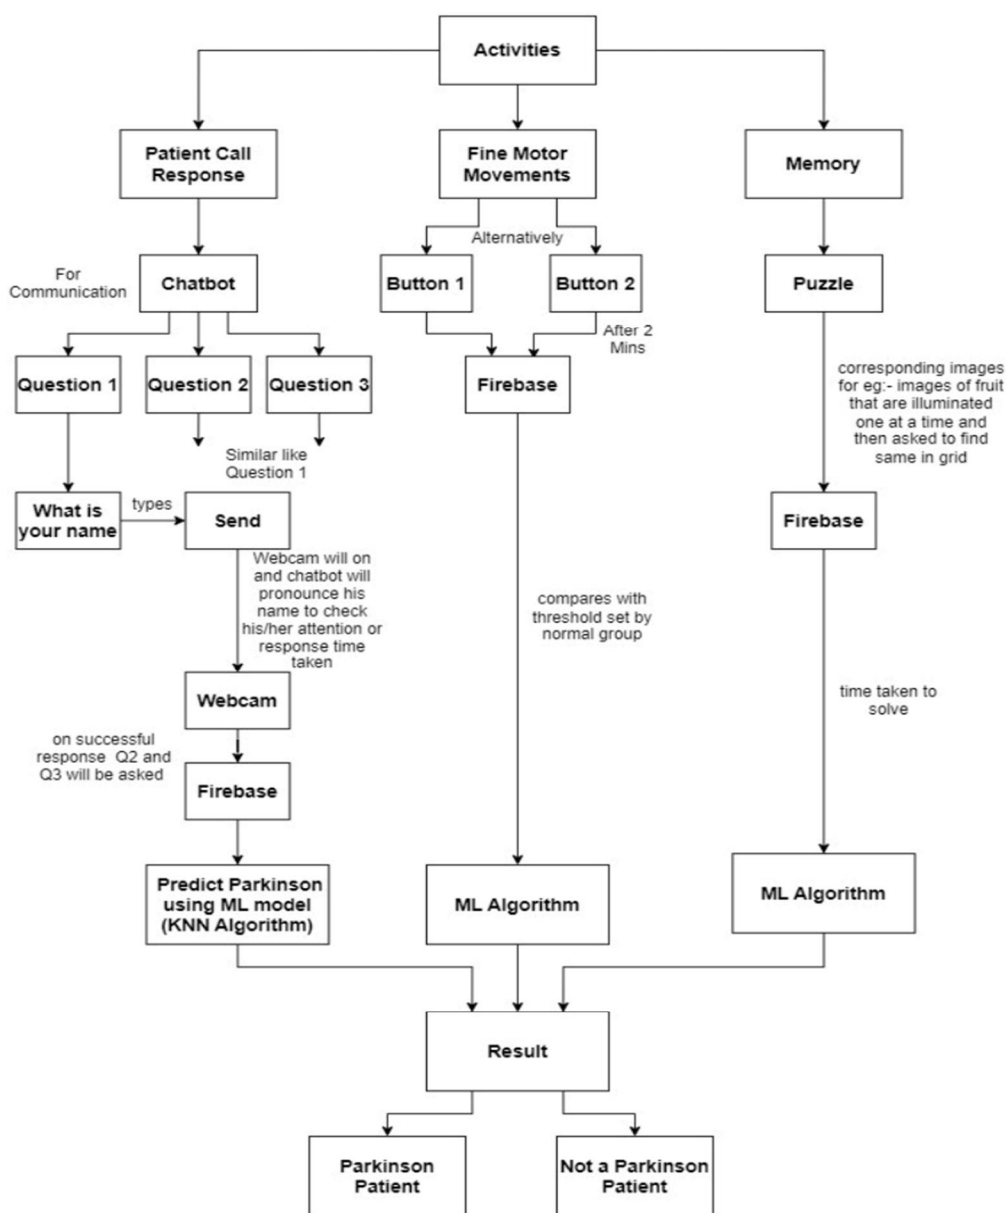 Activities
Patient Call
Response
Fine Motor
Movements
Memory
Alternatively
For
Communication
Chatbot
Button 1
Button 2
Puzzle
After 2
Mins
Question 1
Question 2
Question 3
Firebase
corresponding images
for eg:- images of fruit
that are illuminated
one at a time and
then asked to find
same in grid
Similar like
Question 1
What is
your name
types
Send
Firebase
Webcam will on
and chatbot will
pronounce his
name to check
his/her attention or
response time
taken
compares with
threshold set by
normal group
Webcam
time taken to
solve
on successful
response Q2 and
Q3 will be asked
Firebase
Predict Parkinson
using ML model
(KNN Algorithm)
ML Algorithm
ML Algorithm
Result
Parkinson
Patient
Not a Parkinson
Patient